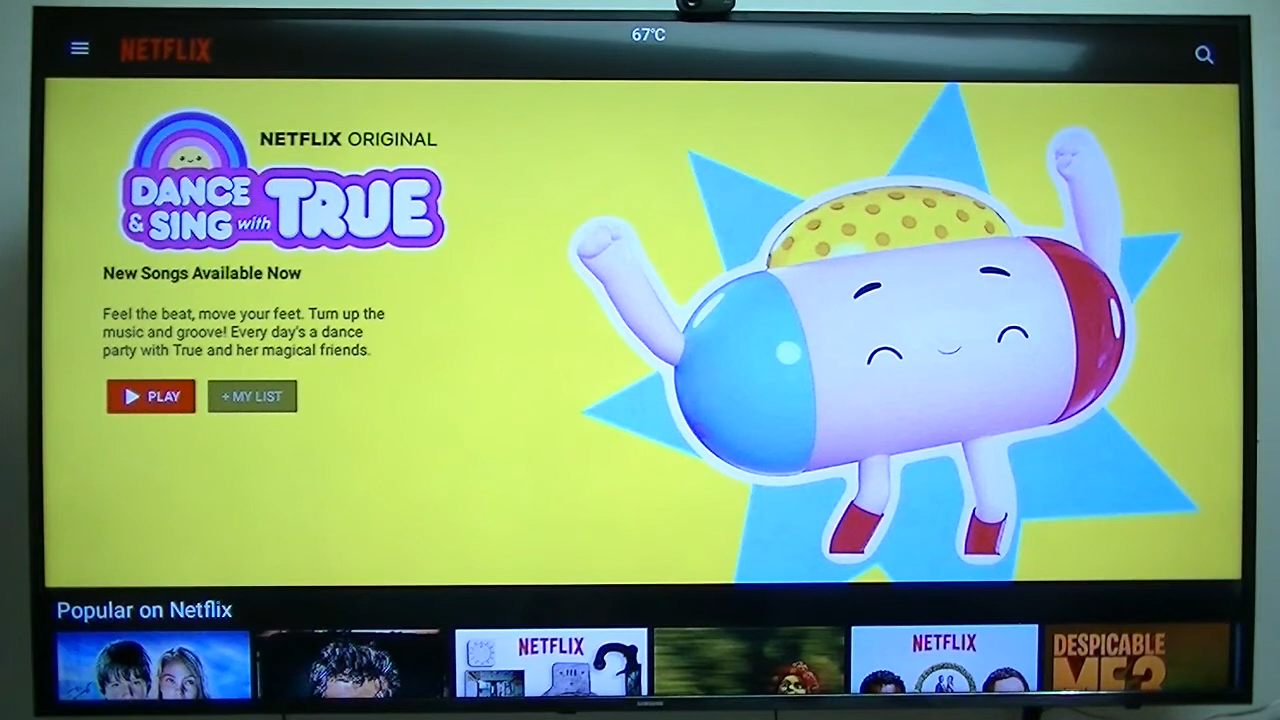 67°C
NETFLIX
NETFLIX ORIGINAL
DANCE
& SING with TRUE
New Songs Available Now
Feel the beat, move your feet. Turn up the
music and groove! Every day's a dance
party with True and her magical friends.
PLAY
+ MY LIST
Popular on Netflix
NETFLIX
NETFLIX
DESPICABLE
ME 3
SAMSUNG